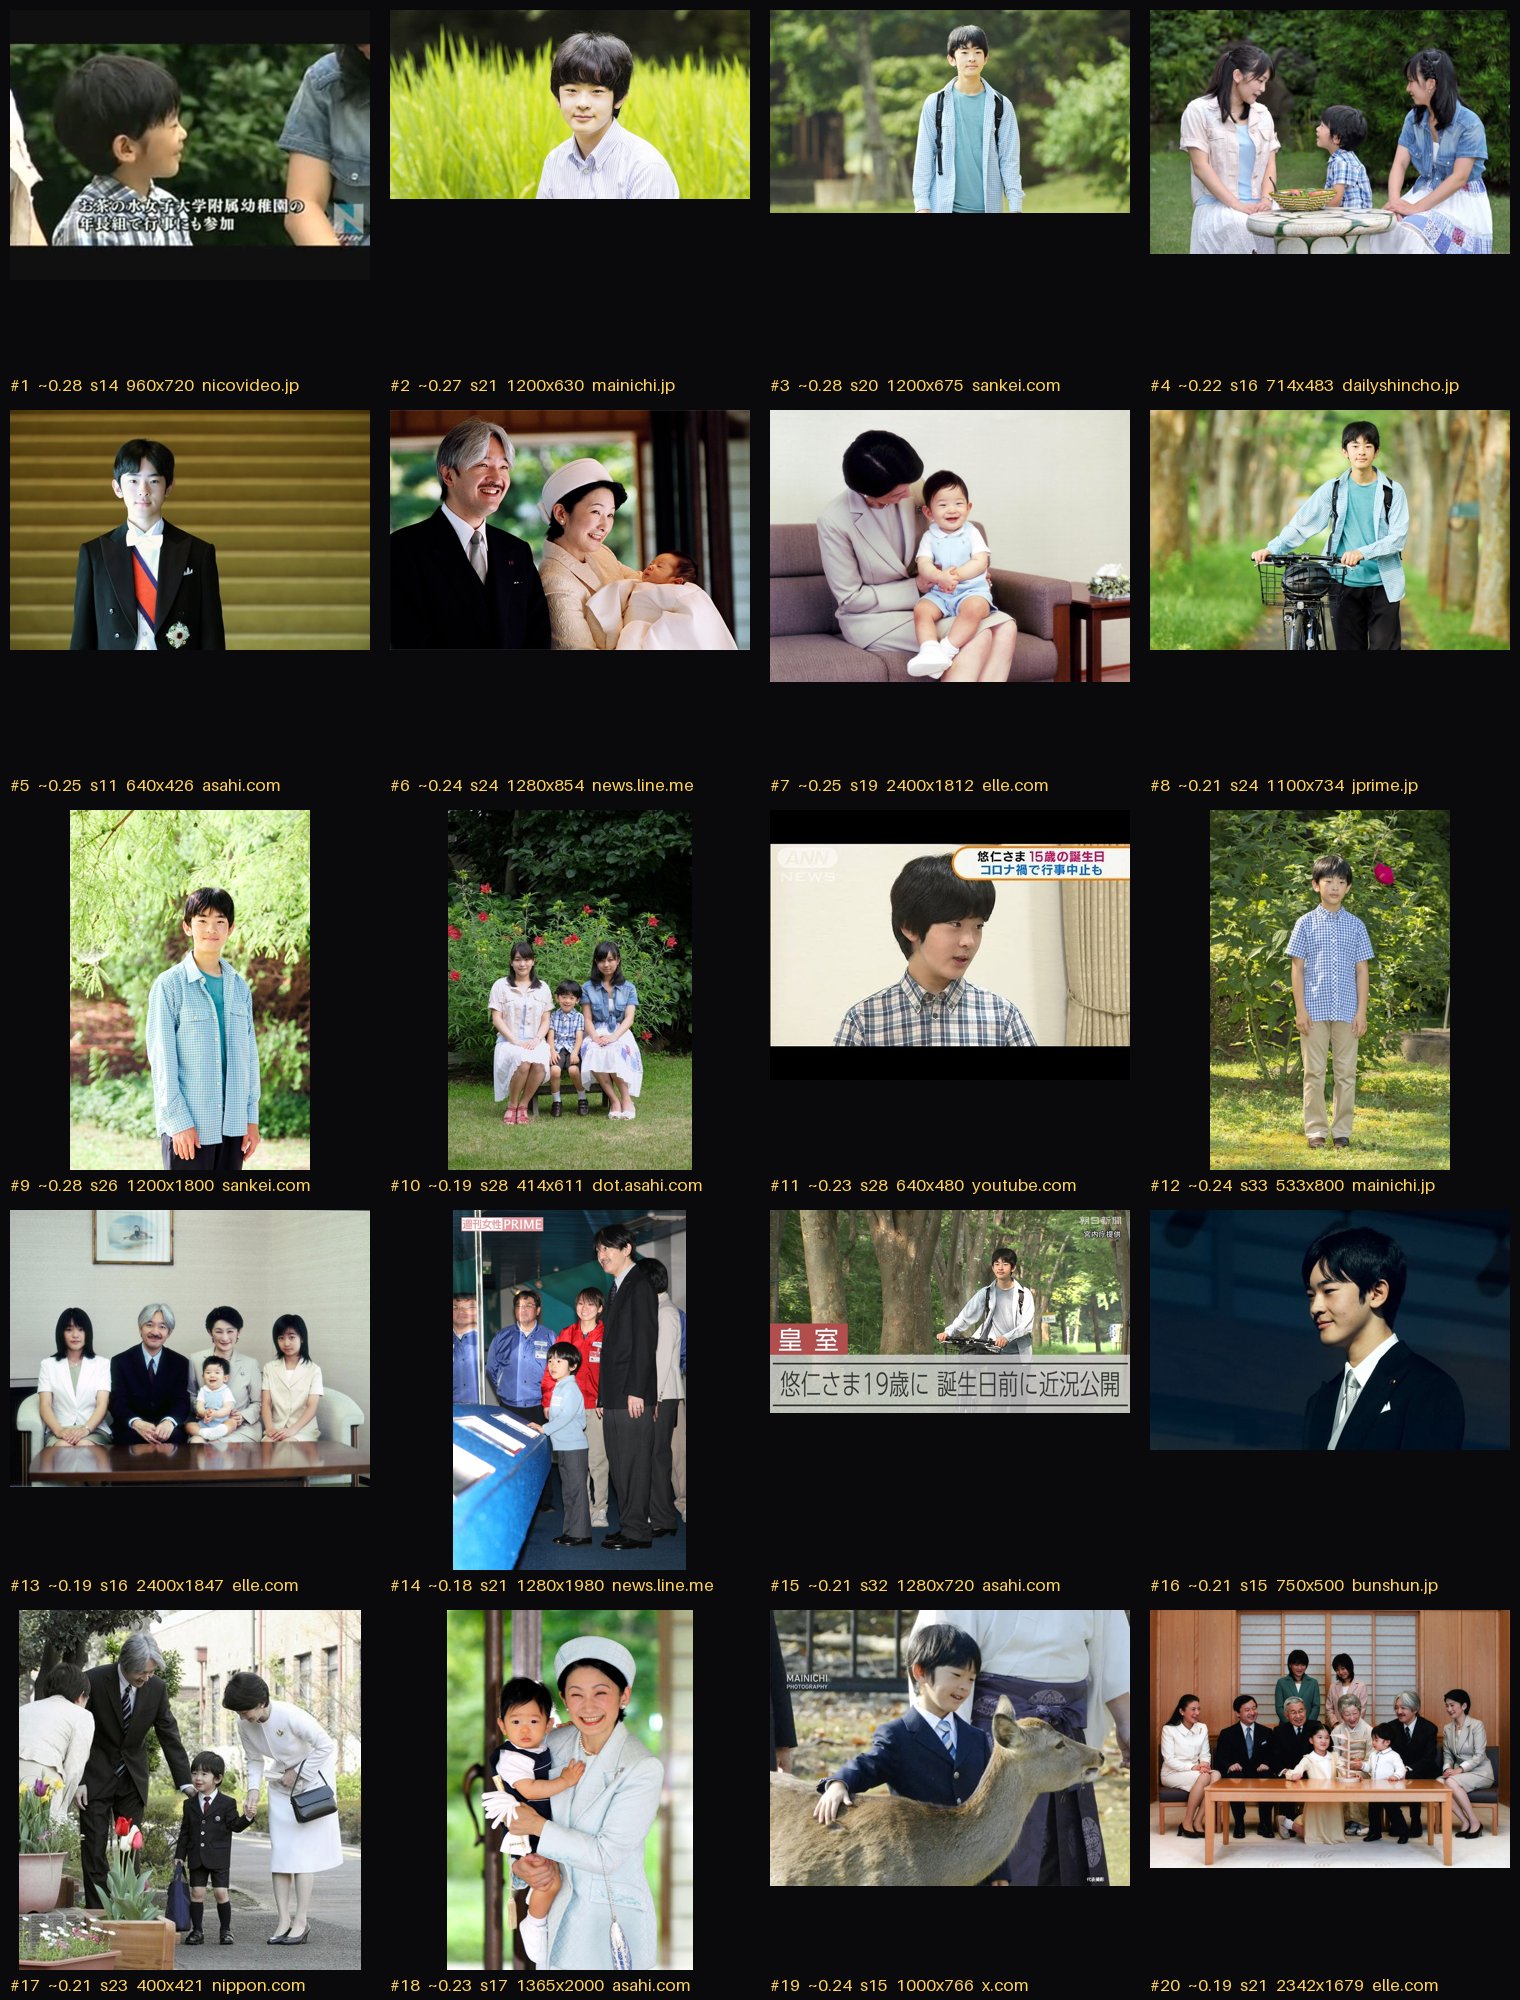 お茶の水女子大学附属幼稚園の
年長組で行事にも参加
#1 ~0.28 s14 960x720 nicovideo.jp
#2 ~0.27 s21 1200x630 mainichi.jp
#3 ~0.28 s20 1200x675 sankei.com
#4 ~0.22 s16 714x483 dailyshincho.jp
#5 ~0.25 s11 640x426 asahi.com
#6 ~0.24 s24 1280x854 news.line.me
#7 ~0.25 s19 2400x1812 elle.com
#8 ~0.21 s24 1100x734 jprime.jp
ANN
NEWS
悠仁さま 15歳の誕生日
コロナ禍で行事中止も
#9 ~0.28 s26 1200x1800 sankei.com
#10 ~0.19 s28 414x611 dot.asahi.com
#11 ~0.23 s28 640x480 youtube.com
#12 ~0.24 s33 533x800 mainichi.jp
週刊女性PRIME
朝日新聞
宮内庁提供
皇室
悠仁さま19歳に 誕生日前に近況公開
#13 ~0.19 s16 2400x1847 elle.com
#14 ~0.18 s21 1280x1980 news.line.me
#15 ~0.21 s32 1280x720 asahi.com
#16 ~0.21 s15 750x500 bunshun.jp
MAINICHI
PHOTOGRAPHY
代表撮影
#17 ~0.21 s23 400x421 nippon.com
#18 ~0.23 s17 1365x2000 asahi.com
#19 ~0.24 s15 1000x766 x.com
#20 ~0.19 s21 2342x1679 elle.com